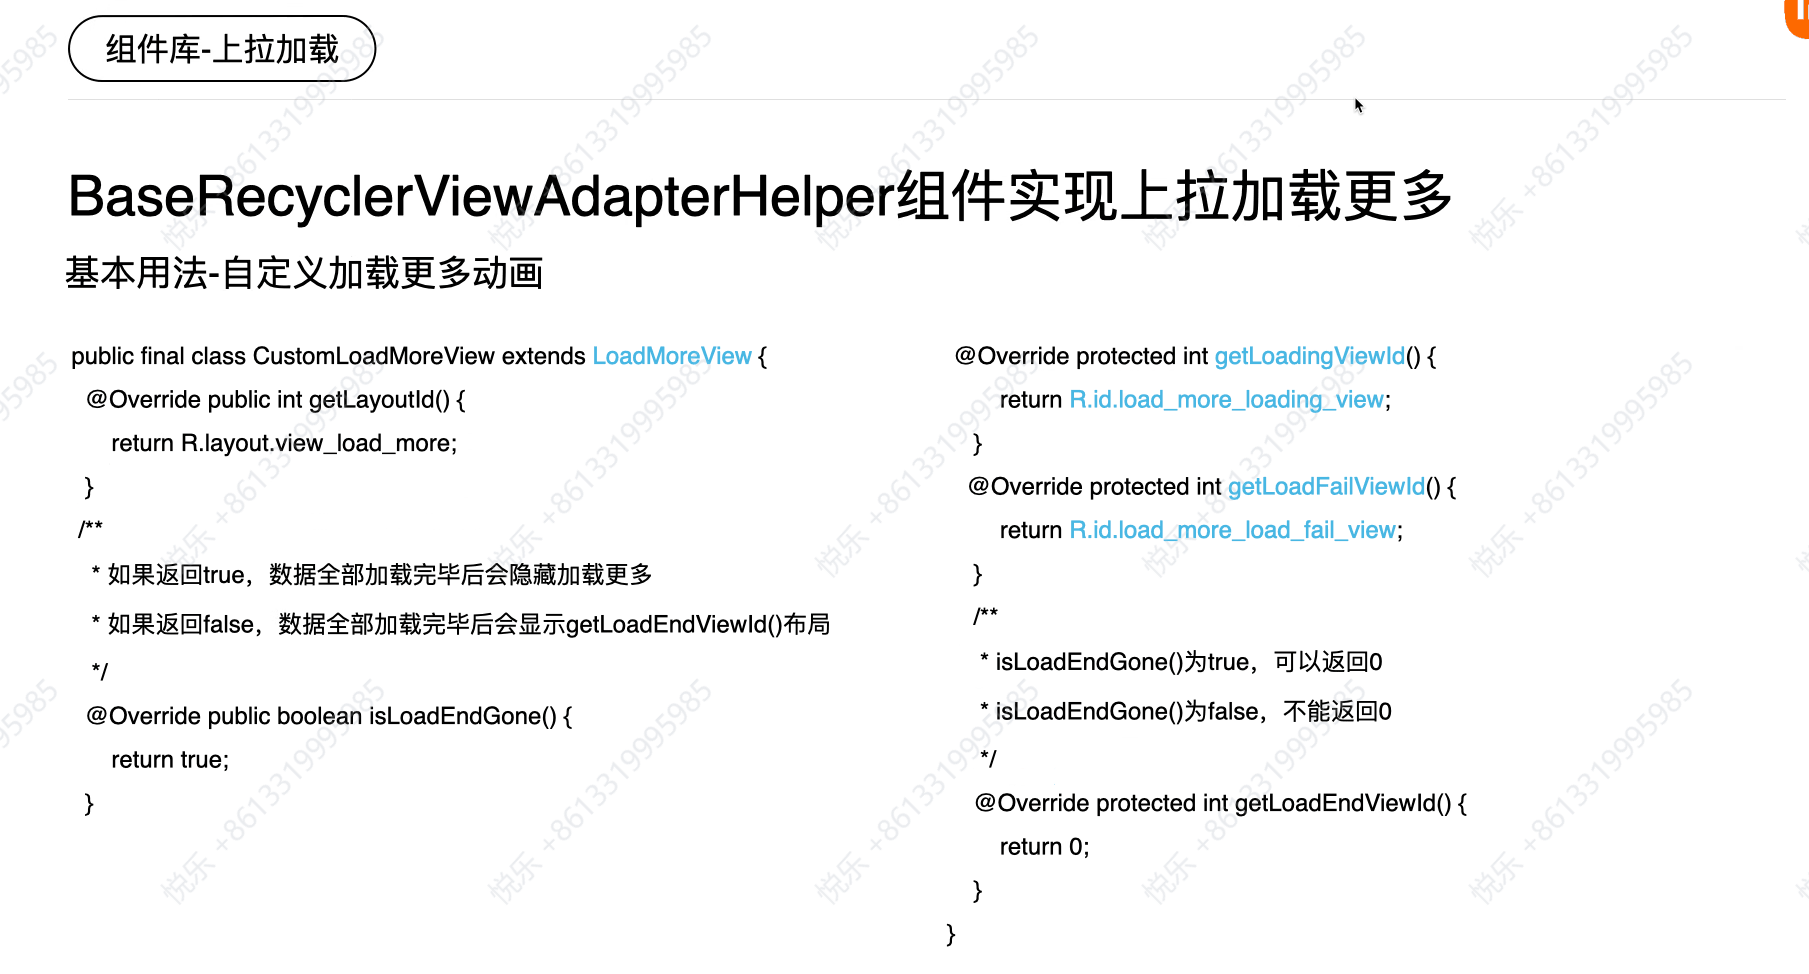 组件库-上拉加载
BaseRecyclerViewAdapterHelper组件实现上拉加载更多
基本用法-自定义加载更多动画
public final class CustomLoadMoreView extends LoadMoreView {
@Override public int getLayoutId() {
return R.layout.view_load_more;
}
/**
* 如果返回true，数据全部加载完毕后会隐藏加载更多
* 如果返回false，数据全部加载完毕后会显示getLoadEndViewId()布局
*/
@Override public boolean isLoadEndGone() {
return true;
}
@Override protected int getLoadingViewId() {
return R.id.load_more_loading_view;
}
@Override protected int getLoadFailViewId() {
return R.id.load_more_load_fail_view;
}
/**
* isLoadEndGone()为true，可以返回0
* isLoadEndGone()为false，不能返回0
*/
@Override protected int getLoadEndViewId() {
return 0;
}
}
悦乐 +8613319995985